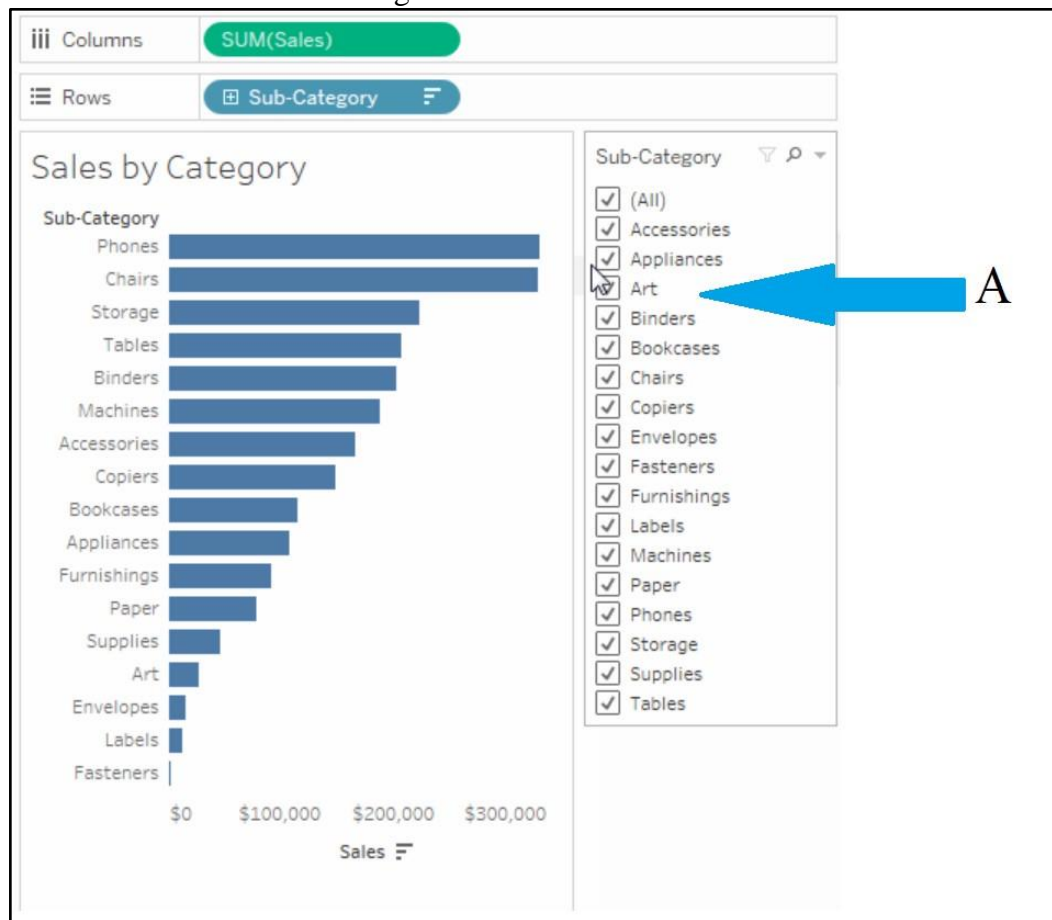 Columns SUM(Sales)
Rows Sub-Category
Sales by Category
Sub-Category
Phones
Chairs
Storage
Tables
Binders
Machines
Accessories
Copiers
Bookcases
Appliances
Furnishings
Paper
Supplies
Art
Envelopes
Labels
Fasteners
$0 $100,000 $200,000 $300,000
Sales
Sub-Category
(All)
Accessories
Appliances
Art
Binders
Bookcases
Chairs
Copiers
Envelopes
Fasteners
Furnishings
Labels
Machines
Paper
Phones
Storage
Supplies
Tables
A